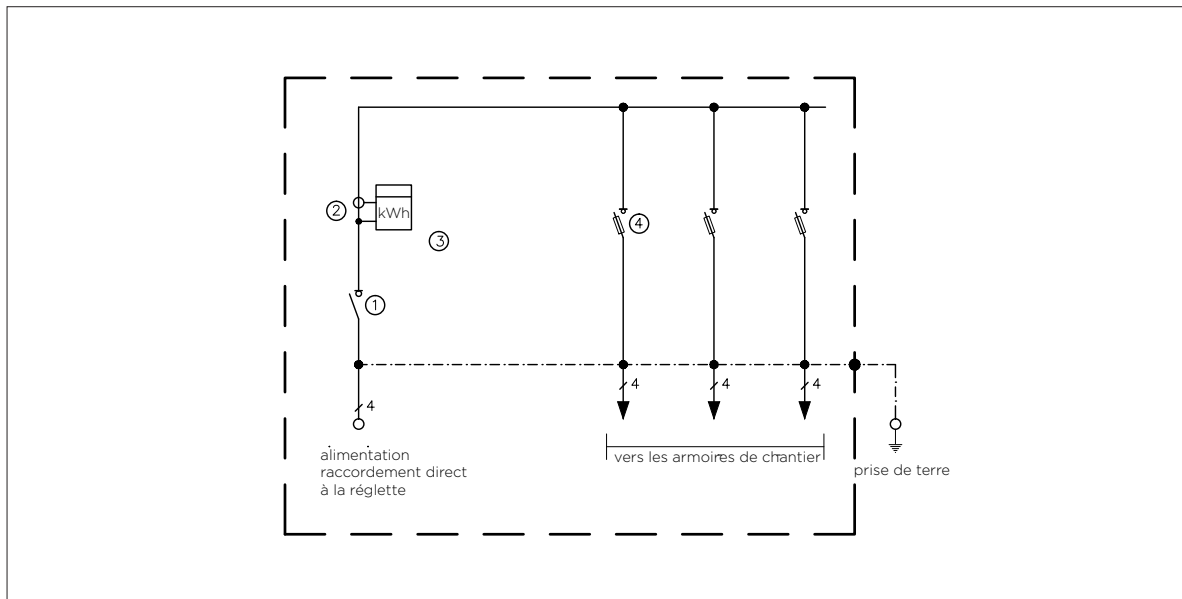 kWh
2
3
4
1
4
4
4
4
alimentation
raccordement direct
à la réglette
vers les armoires de chantier
prise de terre